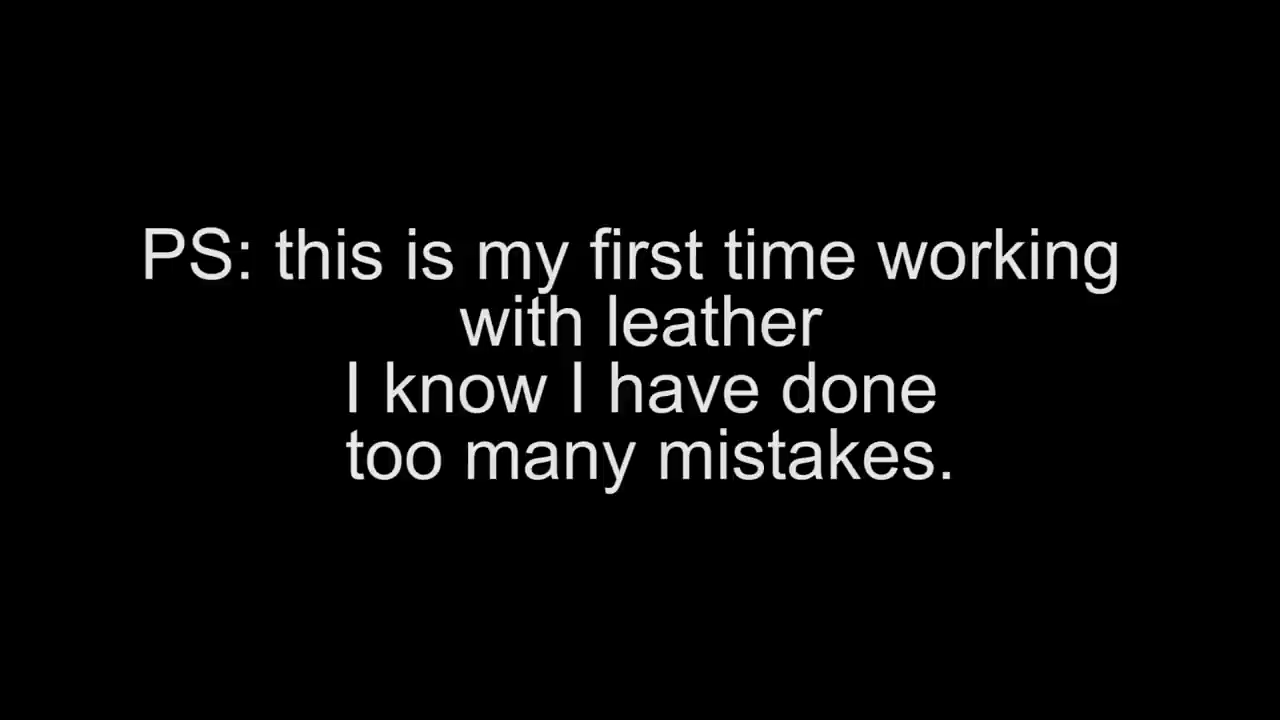 PS: this is my first time working
with leather
I know I have done
too many mistakes.